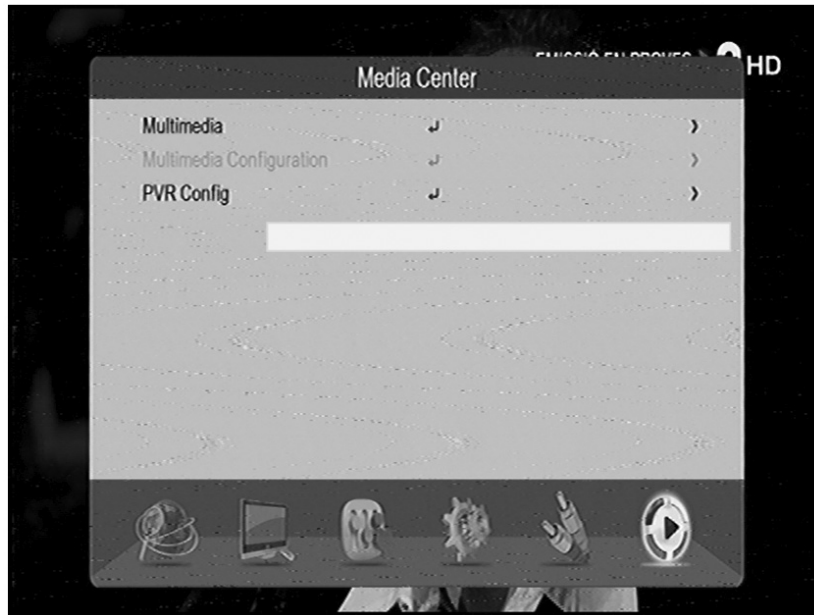 EMISSIÓ EN PROVES
HD
Media Center
Multimedia
Multimedia Configuration
PVR Config